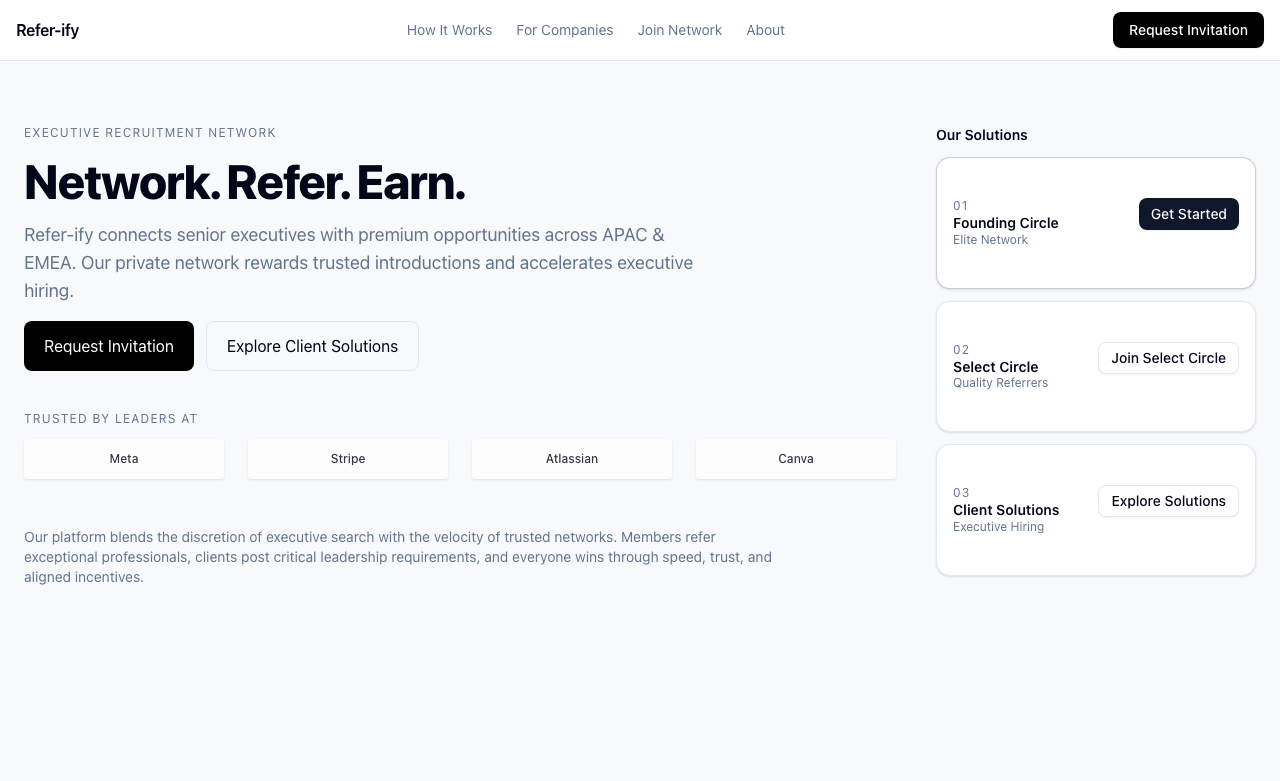 Refer-ify
How It Works
For Companies
Join Network
About
Request Invitation
EXECUTIVE RECRUITMENT NETWORK
Network. Refer. Earn.
Refer-ify connects senior executives with premium opportunities across APAC &
EMEA. Our private network rewards trusted introductions and accelerates executive
hiring.
Request Invitation
Explore Client Solutions
TRUSTED BY LEADERS AT
Meta
Stripe
Atlassian
Canva
Our platform blends the discretion of executive search with the velocity of trusted networks. Members refer
exceptional professionals, clients post critical leadership requirements, and everyone wins through speed, trust, and
aligned incentives.
Our Solutions
01
Founding Circle
Elite Network
Get Started
02
Select Circle
Quality Referrers
Join Select Circle
03
Client Solutions
Executive Hiring
Explore Solutions